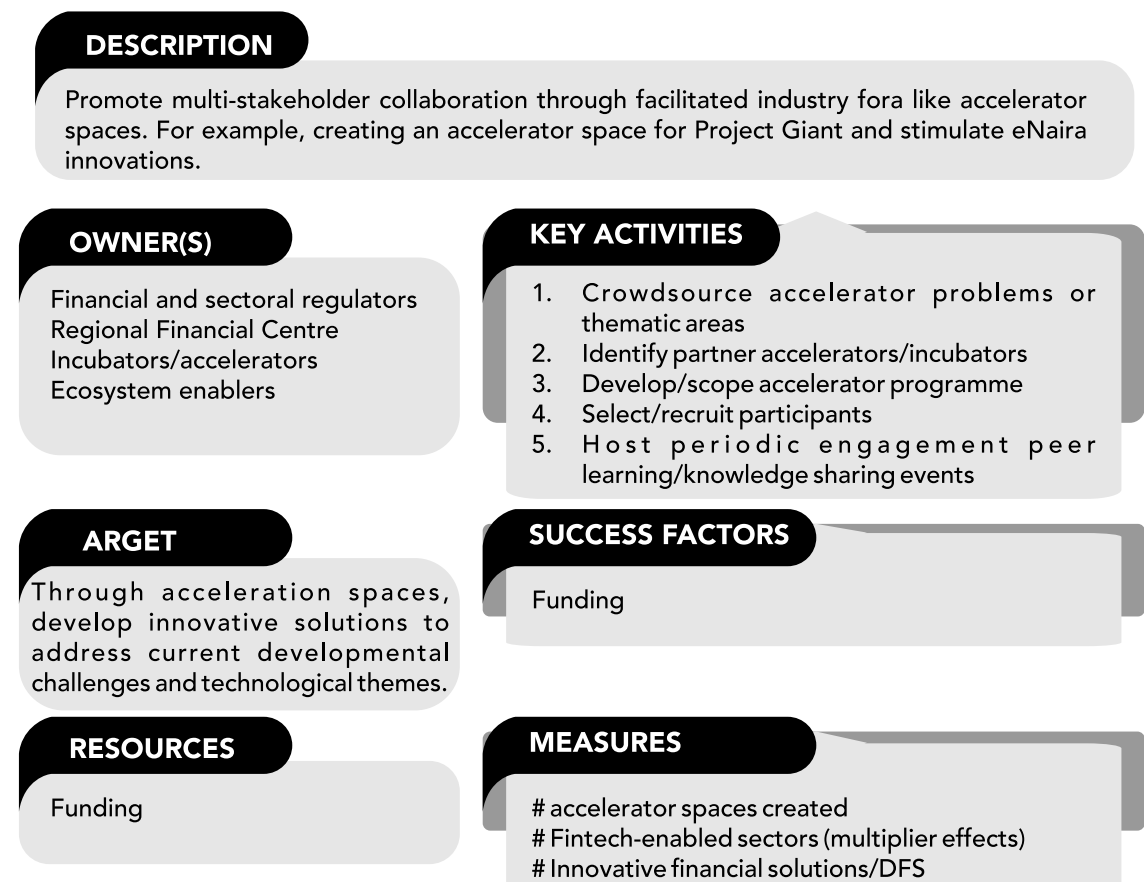 DESCRIPTION
Promote multi-stakeholder collaboration through facilitated industry fora like accelerator
spaces. For example, creating an accelerator space for Project Giant and stimulate eNaira
innovations.
OWNER(S)
Financial and sectoral regulators
Regional Financial Centre
Incubators/accelerators
Ecosystem enablers
KEY ACTIVITIES
1. Crowdsource accelerator problems or
thematic areas
2. Identify partner accelerators/incubators
3. Develop/scope accelerator programme
4. Select/recruit participants
5. Host periodic engagement peer
learning/knowledge sharing events
ARGET
Through acceleration spaces,
develop innovative solutions to
address current developmental
challenges and technological themes.
SUCCESS FACTORS
Funding
RESOURCES
Funding
MEASURES
# accelerator spaces created
# Fintech-enabled sectors (multiplier effects)
# Innovative financial solutions/DFS